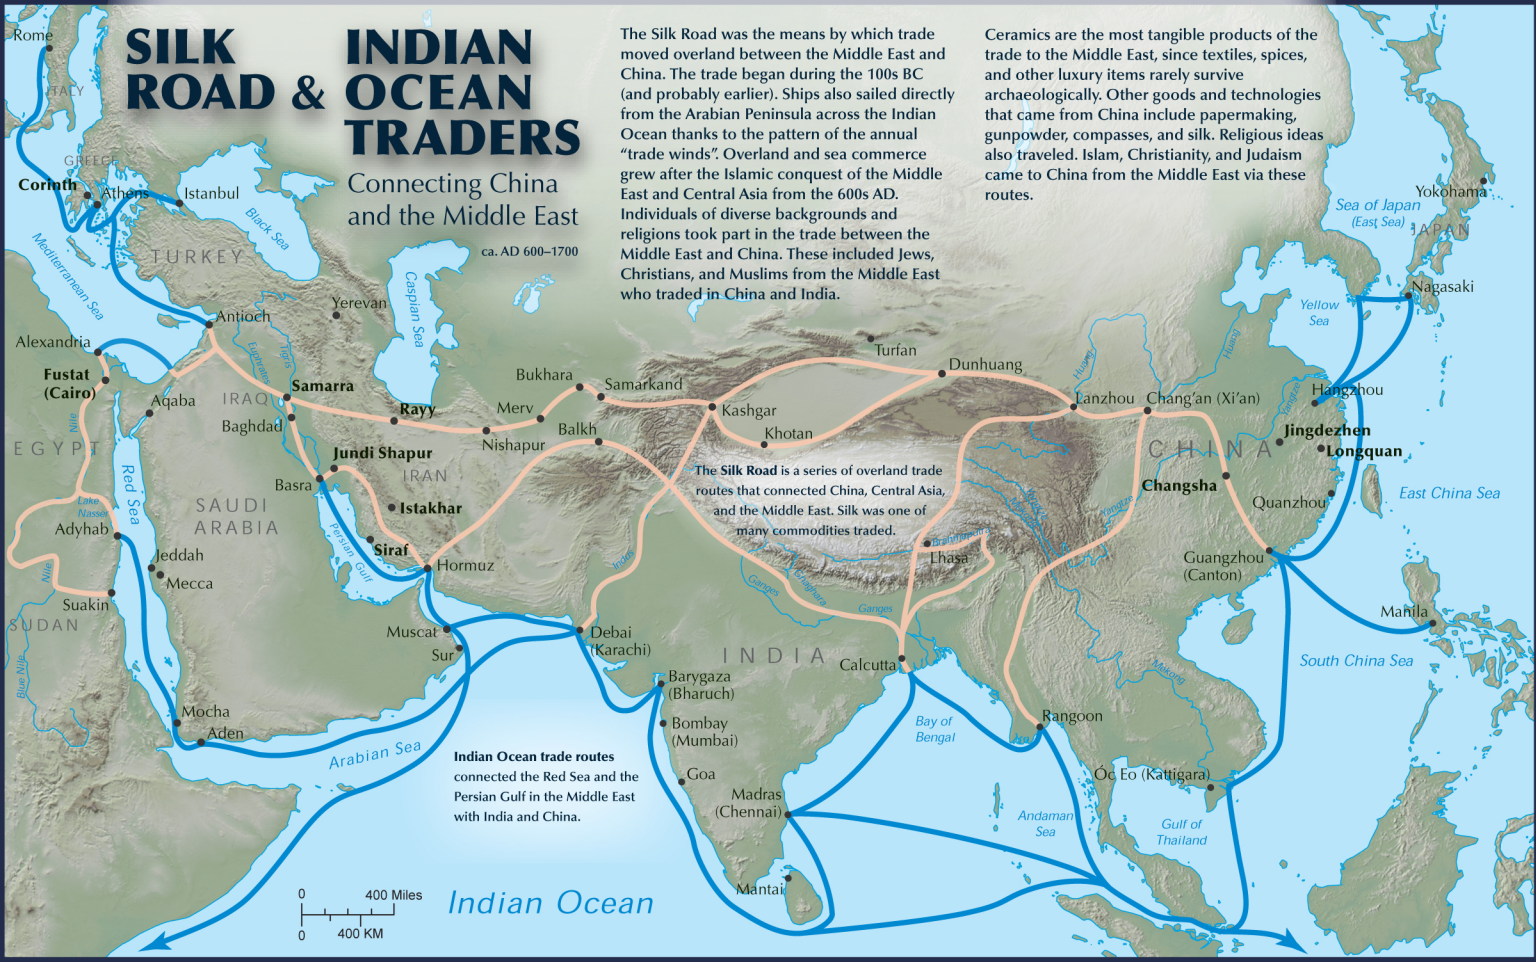 SILK
ROAD &
INDIAN
OCEAN
TRADERS
Connecting China
and the Middle East
ca. AD 600–1700
The Silk Road was the means by which trade
moved overland between the Middle East and
China. The trade began during the 100s BC
(and probably earlier). Ships also sailed directly
from the Arabian Peninsula across the Indian
Ocean thanks to the pattern of the annual
“trade winds”. Overland and sea commerce
grew after the Islamic conquest of the Middle
East and Central Asia from the 600s AD.
Individuals of diverse backgrounds and
religions took part in the trade between the
Middle East and China. These included Jews,
Christians, and Muslims from the Middle East
who traded in China and India.
Ceramics are the most tangible products of the
trade to the Middle East, since textiles, spices,
and other luxury items rarely survive
archaeologically. Other goods and technologies
that came from China include papermaking,
gunpowder, compasses, and silk. Religious ideas
also traveled. Islam, Christianity, and Judaism
came to China from the Middle East via these
routes.
Rome
ITALY
GREECE
Corinth
Athens
Istanbul
Black Sea
Mediterranean Sea
TURKEY
Yerevan
Caspian Sea
Antioch
Alexandria
Fustat
(Cairo)
Euphrates
Tigris
Samarra
IRAQ
Baghdad
Aqaba
Nile
EGYPT
Red Sea
Lake
Nasser
Adyhab
Jeddah
Mecca
Nile
Suakin
SUDAN
Blue Nile
Mocha
Aden
SAUDI
ARABIA
Jundi Shapur
Basra
IRAN
Istakhar
Siraf
Persian Gulf
Hormuz
Muscat
Sur
Arabian Sea
Rayy
Nishapur
Merv
Bukhara
Samarkand
Balkh
Kashgar
Khotan
Turfan
Dunhuang
Lanzhou
Chang’an (Xi’an)
Huang
Huang
Yangtze
Hangzhou
Jingdezhen
Longquan
CHINA
Changsha
Quanzhou
Guangzhou
(Canton)
Yellow
Sea
Sea of Japan
(East Sea)
Yokohama
JAPAN
Nagasaki
East China Sea
Manila
South China Sea
The Silk Road is a series of overland trade
routes that connected China, Central Asia,
and the Middle East. Silk was one of
many commodities traded.
Brahmaputra
Lhasa
Mekong
Yangtze
Indus
Ganges
Ghaghara
Ganges
Debai
(Karachi)
INDIA
Calcutta
Barygaza
(Bharuch)
Bombay
(Mumbai)
Goa
Madras
(Chennai)
Mantai
Bay of
Bengal
Rangoon
Mekong
Óc Eo (Kattigara)
Andaman
Sea
Gulf of
Thailand
Indian Ocean trade routes
connected the Red Sea and the
Persian Gulf in the Middle East
with India and China.
Indian Ocean
0 400 Miles
0 400 KM